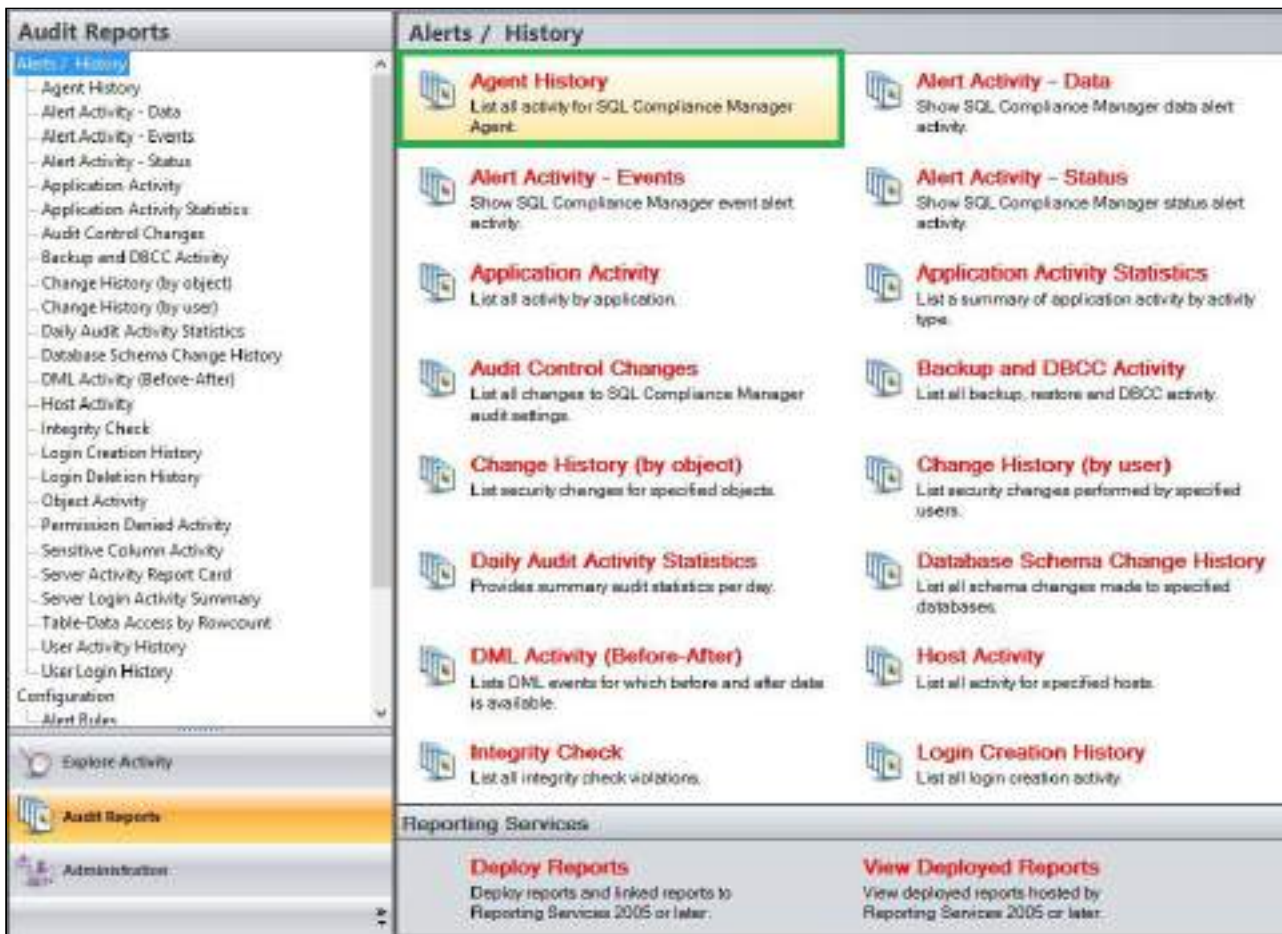 Audit Reports
Alerts / History
Agent History
Alert Activity - Data
Alert Activity - Events
Alert Activity - Status
Application Activity
Application Activity Statistics
Audit Control Changes
Backup and DBCC Activity
Change History (by object)
Change History (by user)
Daily Audit Activity Statistics
Database Schema Change History
DML Activity (Before-After)
Host Activity
Integrity Check
Login Creation History
Login Deletion History
Object Activity
Permission Denied Activity
Sensitive Column Activity
Server Activity Report Card
Server Login Activity Summary
Table-Data Access by Rowcount
User Activity History
User Login History
Configuration
Alert Rules
Explore Activity
Audit Reports
Administration
Alerts / History
Agent History
List all activity for SQL Compliance Manager
Agent.
Alert Activity - Data
Show SQL Compliance Manager data alert
activity.
Alert Activity - Events
Show SQL Compliance Manager event alert
activity.
Alert Activity - Status
Show SQL Compliance Manager status alert
activity.
Application Activity
List all activity by application.
Application Activity Statistics
List a summary of application activity by activity
type.
Audit Control Changes
List all changes to SQL Compliance Manager
audit settings.
Backup and DBCC Activity
List all backup, restore and DBCC activity.
Change History (by object)
List security changes for specified objects.
Change History (by user)
List security changes performed by specified
users.
Daily Audit Activity Statistics
Provides summary audit statistics per day.
Database Schema Change History
List all schema changes made to specified
databases.
DML Activity (Before-After)
Lists DML events for which before and after data
is available.
Host Activity
List all activity for specified hosts.
Integrity Check
List all integrity check violations.
Login Creation History
List all login creation activity.
Reporting Services
Deploy Reports
Deploy reports and linked reports to
Reporting Services 2005 or later.
View Deployed Reports
View deployed reports hosted by
Reporting Services 2005 or later.